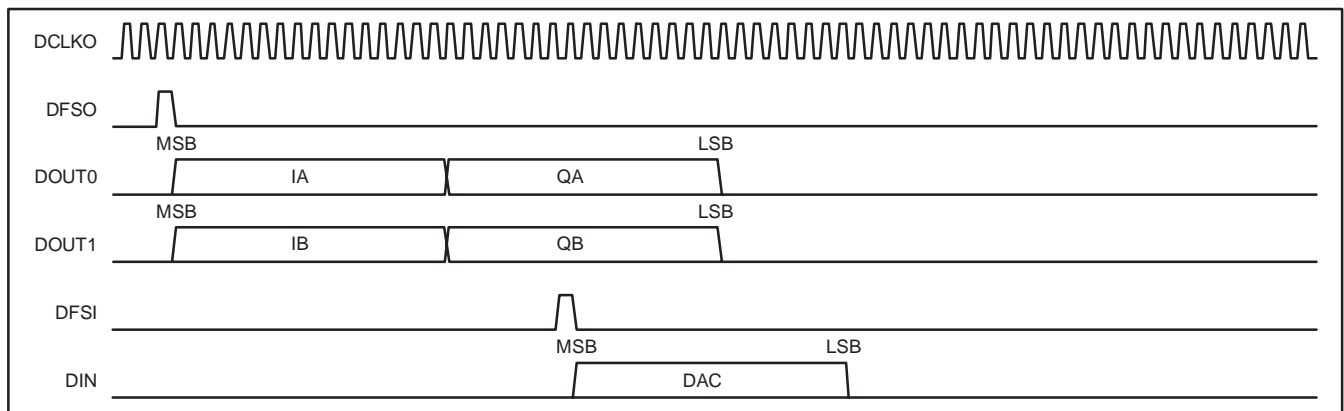 DCLKO
DFSO
MSB LSB
DOUT0 IA QA
MSB LSB
DOUT1 IB QB
DFSI
MSB LSB
DIN DAC